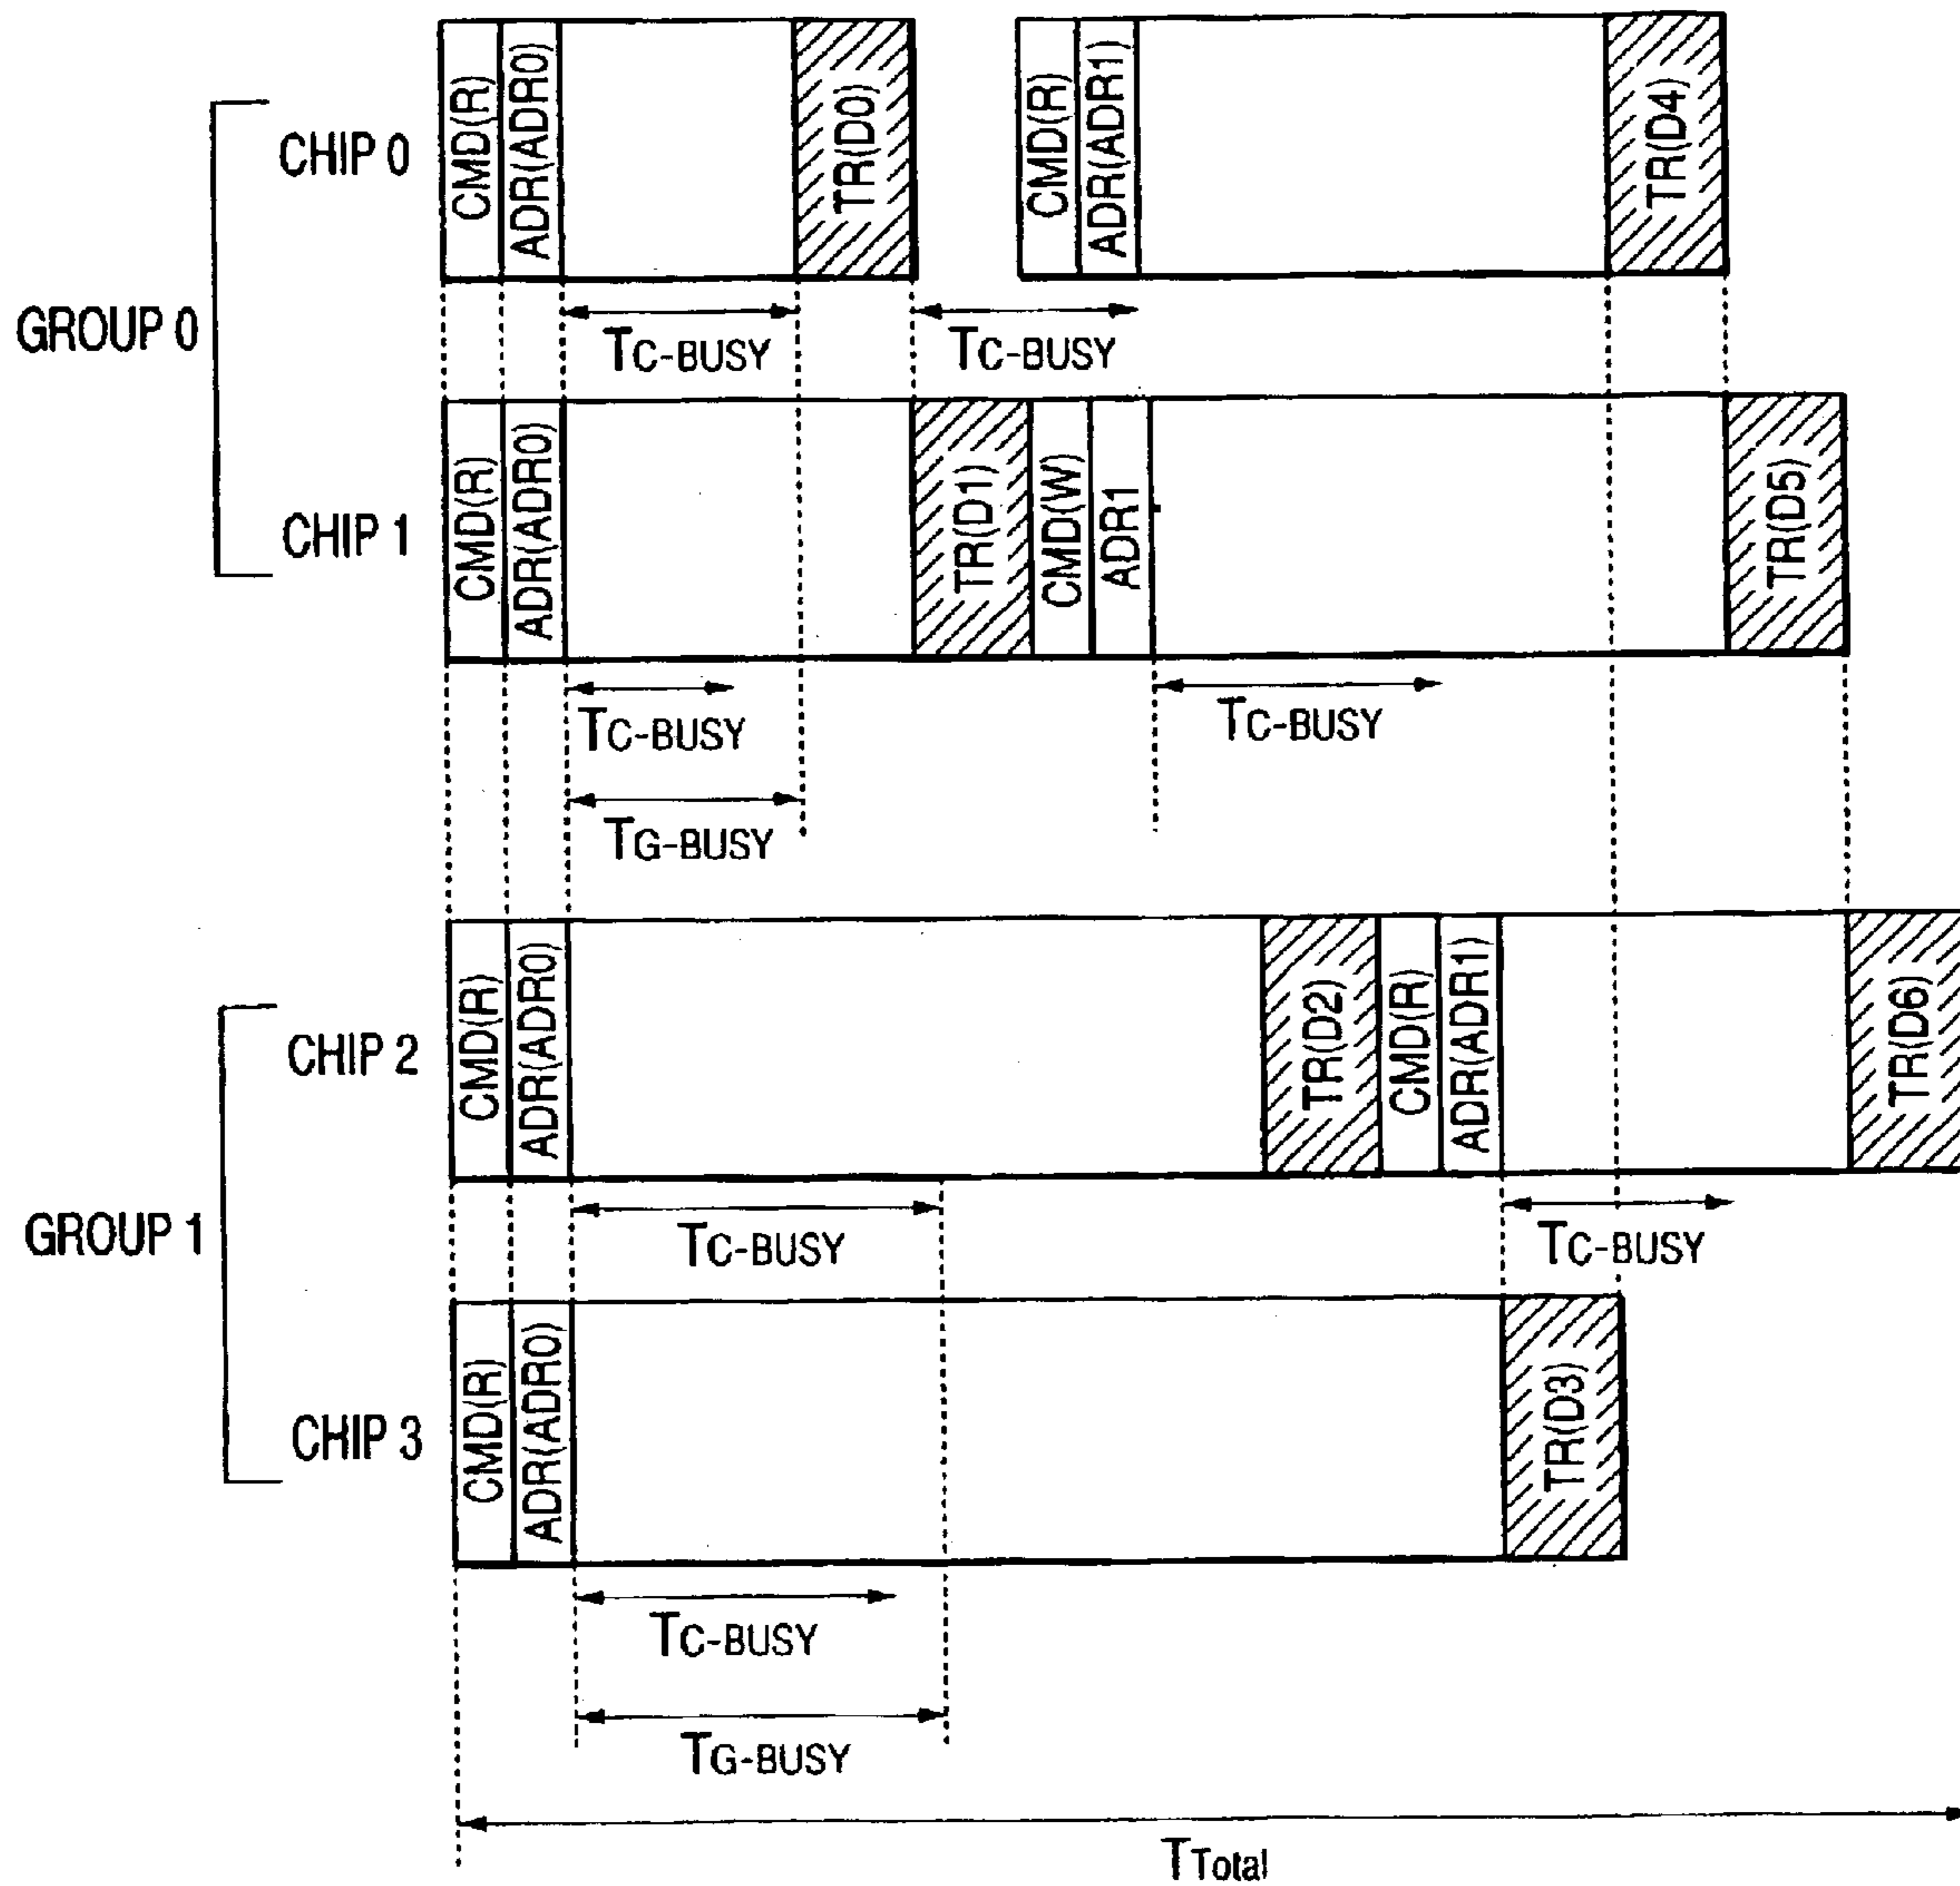 CHIP 0
CMD(R)
ADR(ADR0)
TR(D0)
CMD(R)
ADR(ADR1)
TR(D4)
TC-BUSY
TC-BUSY
GROUP 0
CHIP 1
CMD(R)
ADR(ADR0)
TR(D1)
CMD(W)
ADR1
TR(D5)
TC-BUSY
TC-BUSY
TG-BUSY
CHIP 2
CMD(R)
ADR(ADR0)
TR(D2)
CMD(R)
ADR(ADR1)
TR(D6)
TC-BUSY
TC-BUSY
GROUP 1
CHIP 3
CMD(R)
ADR(ADR0)
TR(D3)
TC-BUSY
TG-BUSY
TTotal